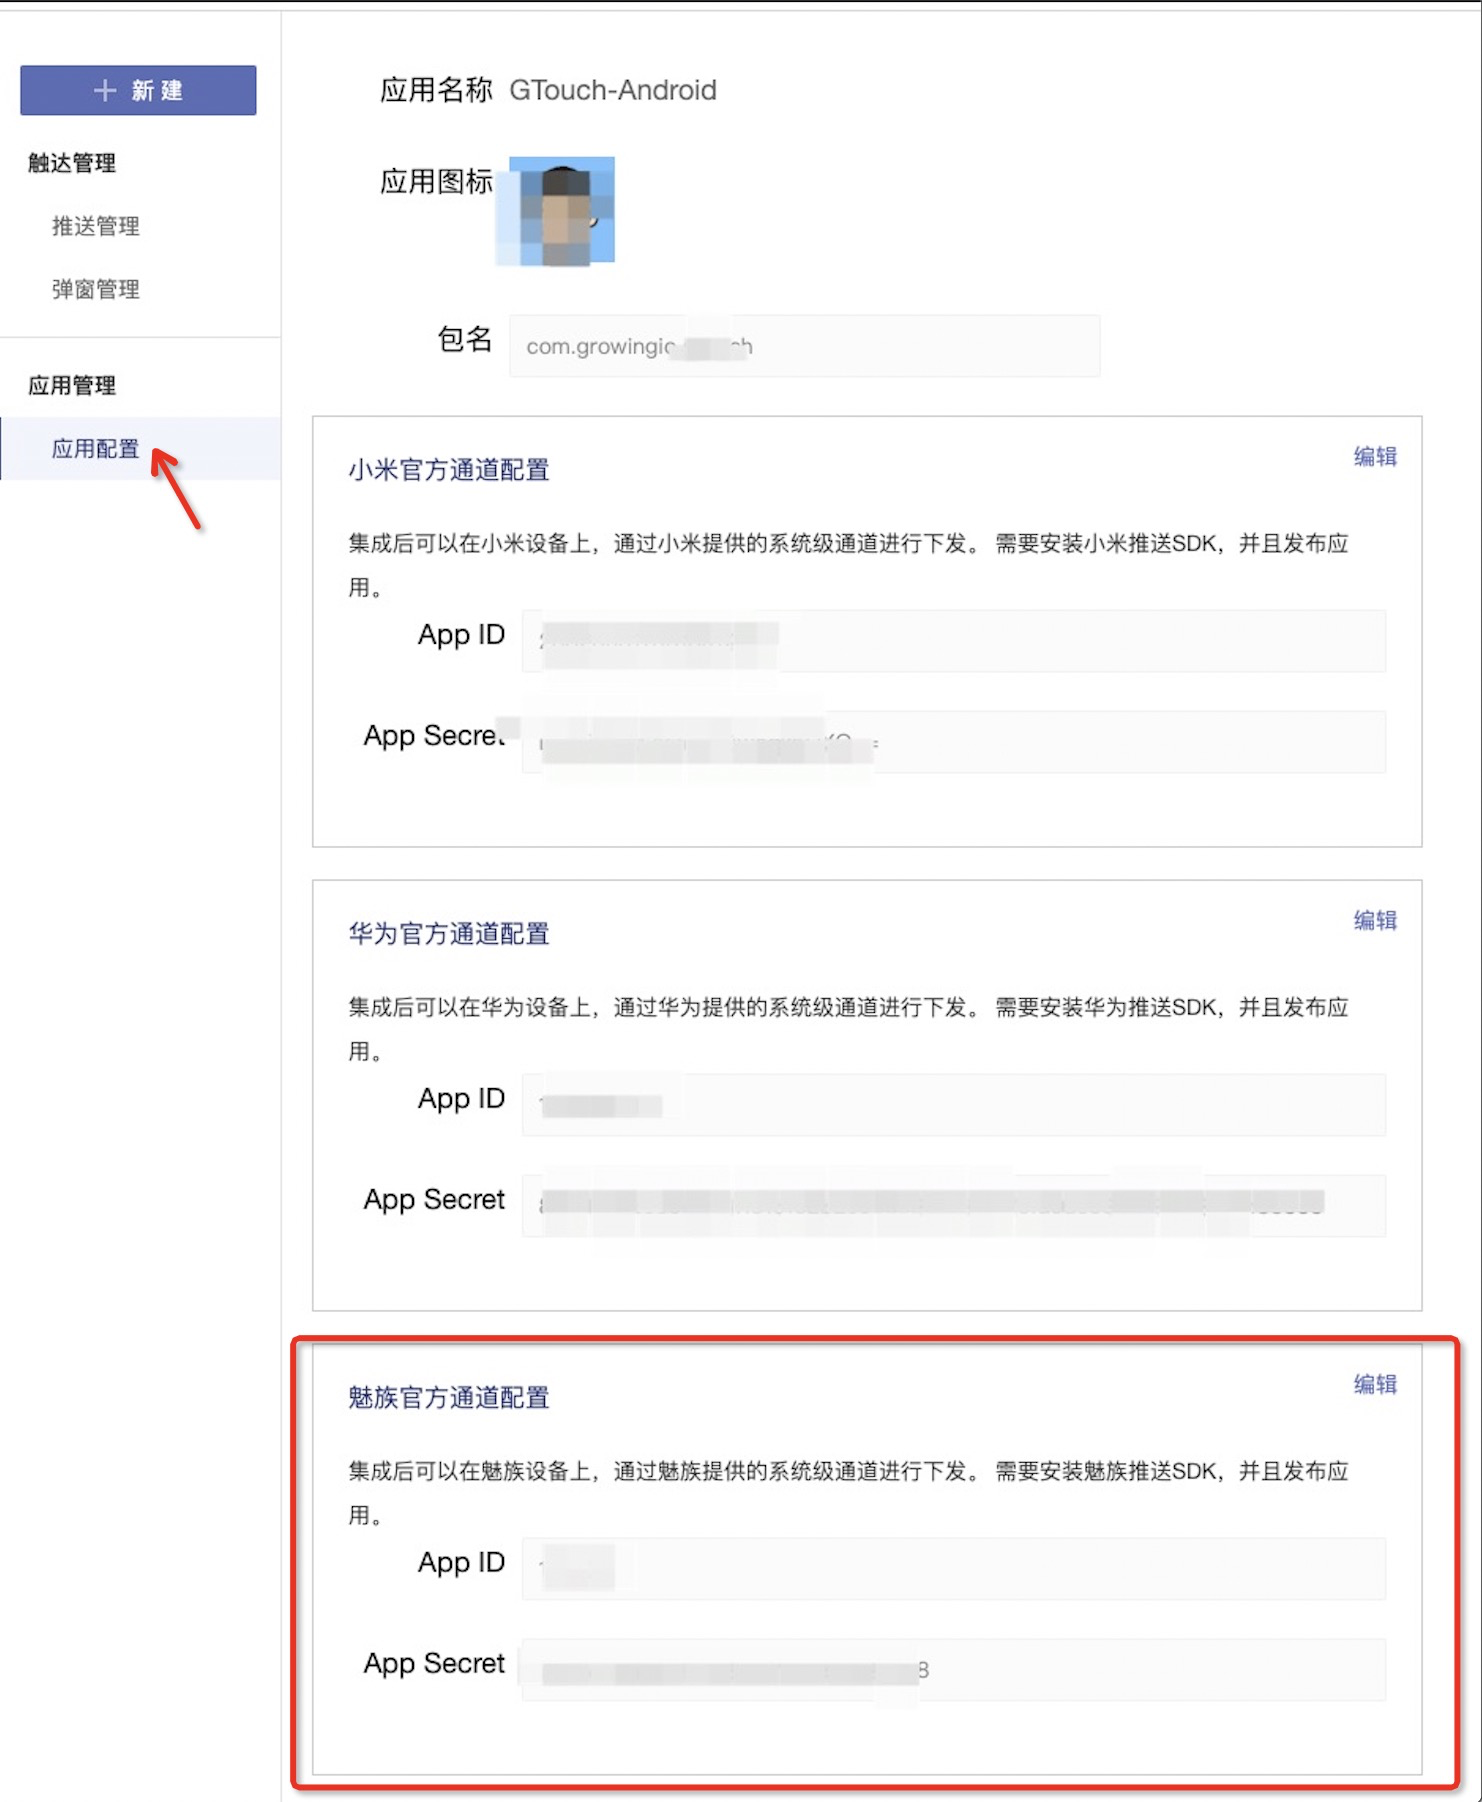 新建
触达管理
推送管理
弹窗管理
应用管理
应用配置
应用名称 GTouch-Android
应用图标
包名
小米官方通道配置
编辑
集成后可以在小米设备上，通过小米提供的系统级通道进行下发。 需要安装小米推送SDK，并且发布应
用。
App ID
App Secret
华为官方通道配置
编辑
集成后可以在华为设备上，通过华为提供的系统级通道进行下发。 需要安装华为推送SDK，并且发布应
用。
App ID
App Secret
魅族官方通道配置
编辑
集成后可以在魅族设备上，通过魅族提供的系统级通道进行下发。 需要安装魅族推送SDK，并且发布应
用。
App ID
App Secret